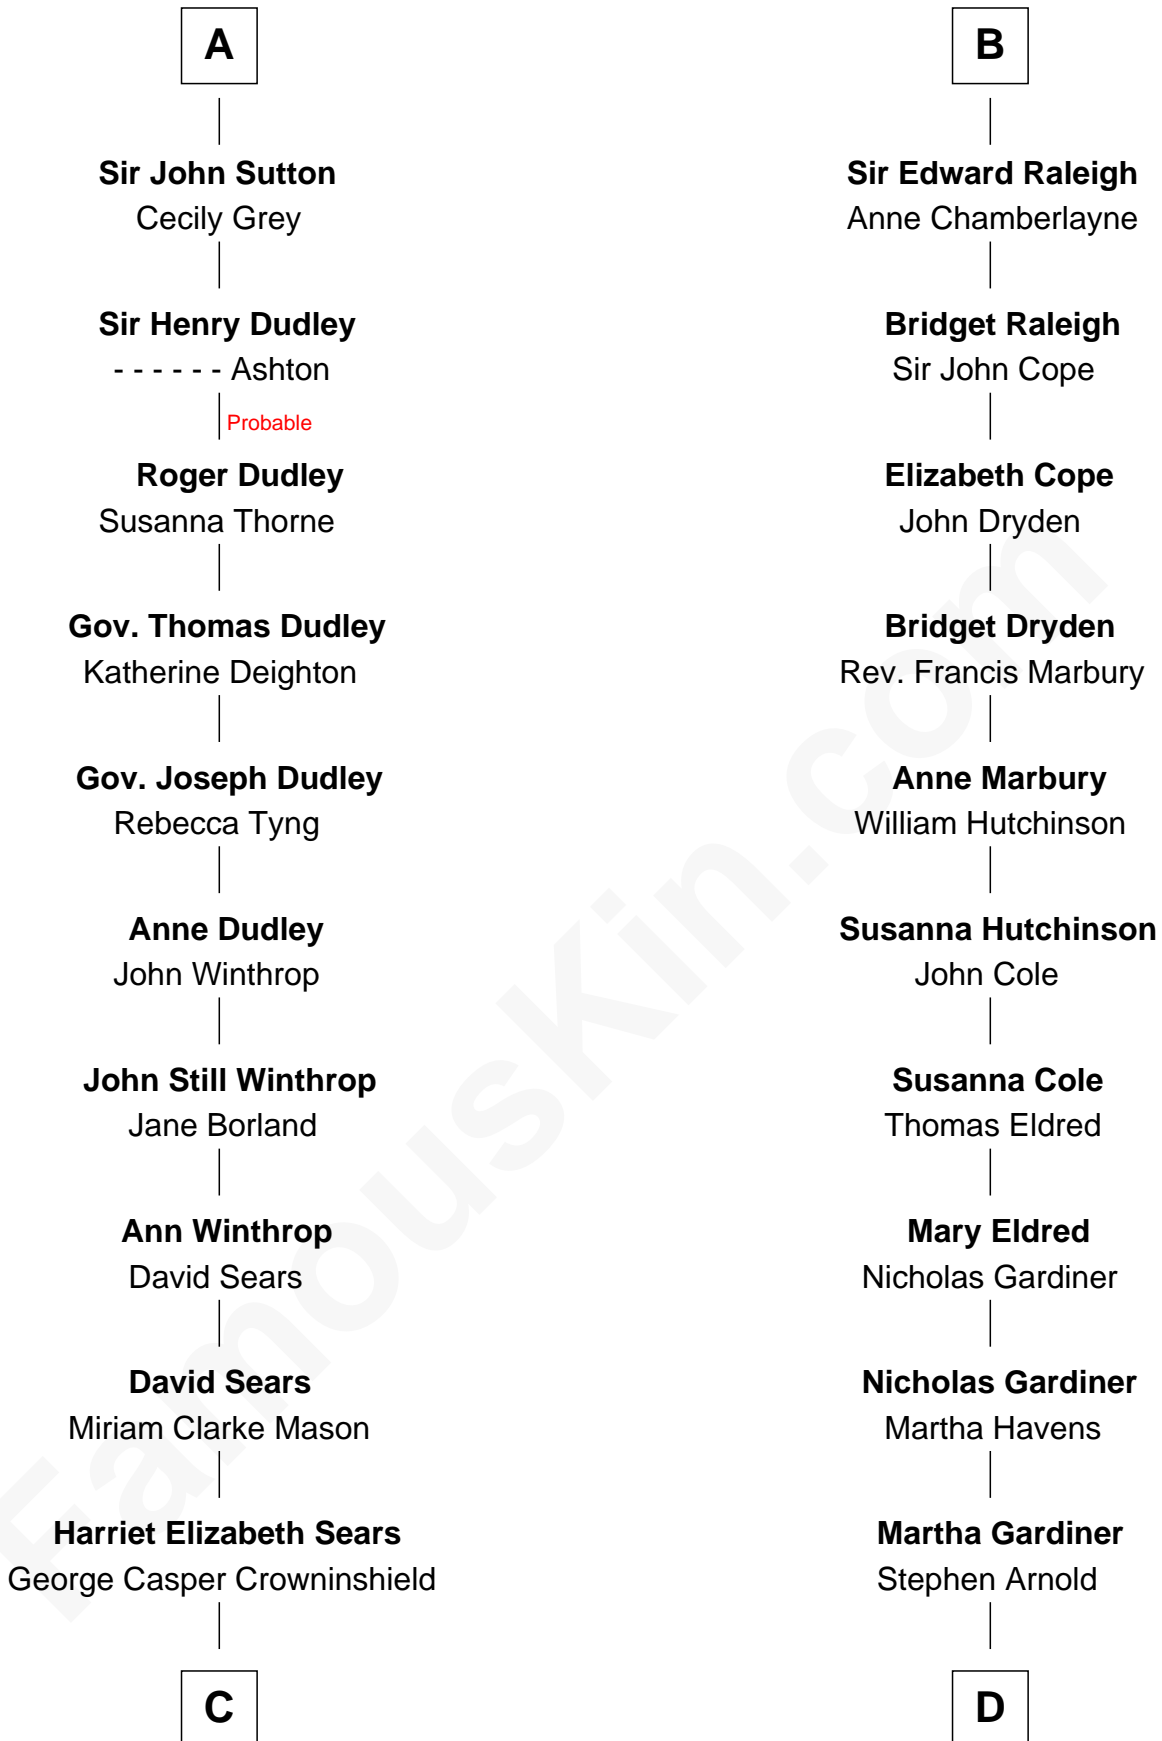 A
Sir John Sutton
Cecily Grey
Sir Henry Dudley
- - - - - - Ashton
Probable
Roger Dudley
Susanna Thorne
Gov. Thomas Dudley
Katherine Deighton
Gov. Joseph Dudley
Rebecca Tyng
Anne Dudley
John Winthrop
John Still Winthrop
Jane Borland
Ann Winthrop
David Sears
David Sears
Miriam Clarke Mason
Harriet Elizabeth Sears
George Casper Crowninshield
C
B
Sir Edward Raleigh
Anne Chamberlayne
Bridget Raleigh
Sir John Cope
Elizabeth Cope
John Dryden
Bridget Dryden
Rev. Francis Marbury
Anne Marbury
William Hutchinson
Susanna Hutchinson
John Cole
Susanna Cole
Thomas Eldred
Mary Eldred
Nicholas Gardiner
Nicholas Gardiner
Martha Havens
Martha Gardiner
Stephen Arnold
D
FamousKin.com